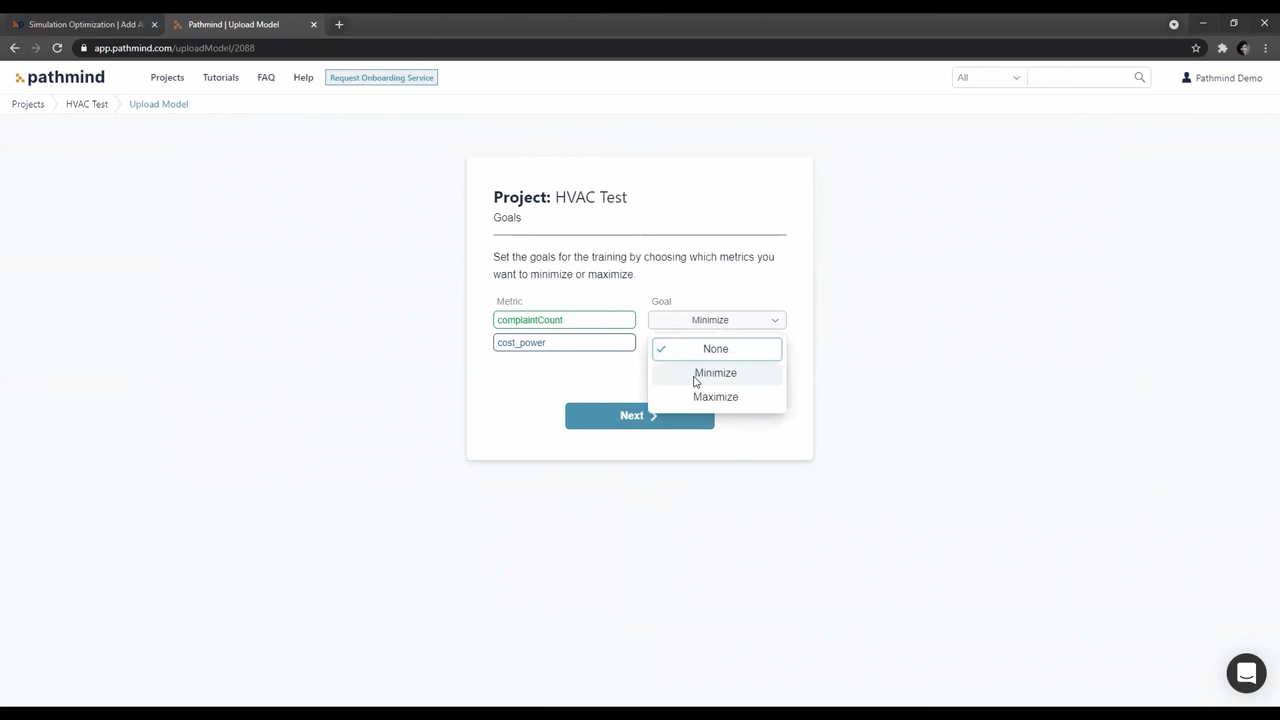 Simulation Optimization | Add A
Pathmind | Upload Model
app.pathmind.com/uploadModel/2088
pathmind
Projects
Tutorials
FAQ
Help
Request Onboarding Service
All
Pathmind Demo
Projects
HVAC Test
Upload Model
Project: HVAC Test
Goals
Set the goals for the training by choosing which metrics you
want to minimize or maximize.
Metric
Goal
complaintCount
Minimize
cost_power
None
Minimize
Maximize
Next